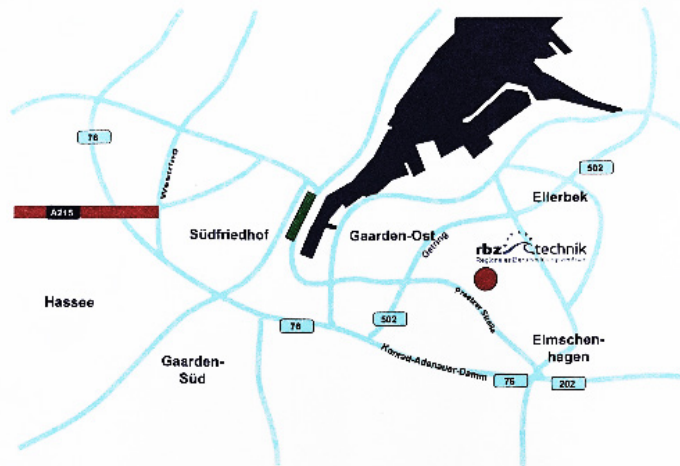 76
Westring
502
Ellerbek
A215
Südfriedhof
Gaarden-Ost
Ostring
rbz technik
Hassee
Preetzer Straße
76
502
Elmschen-
hagen
Gaarden-
Süd
Konrad-Adenauer-Damm
76
202